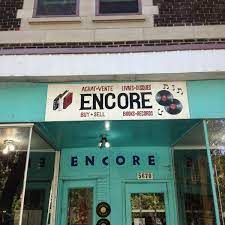 ACHAT•VENTE LIVRES•DISQUES
ENCORE
BUY • SELL BOOKS•RECORDS
ENCORE
5670